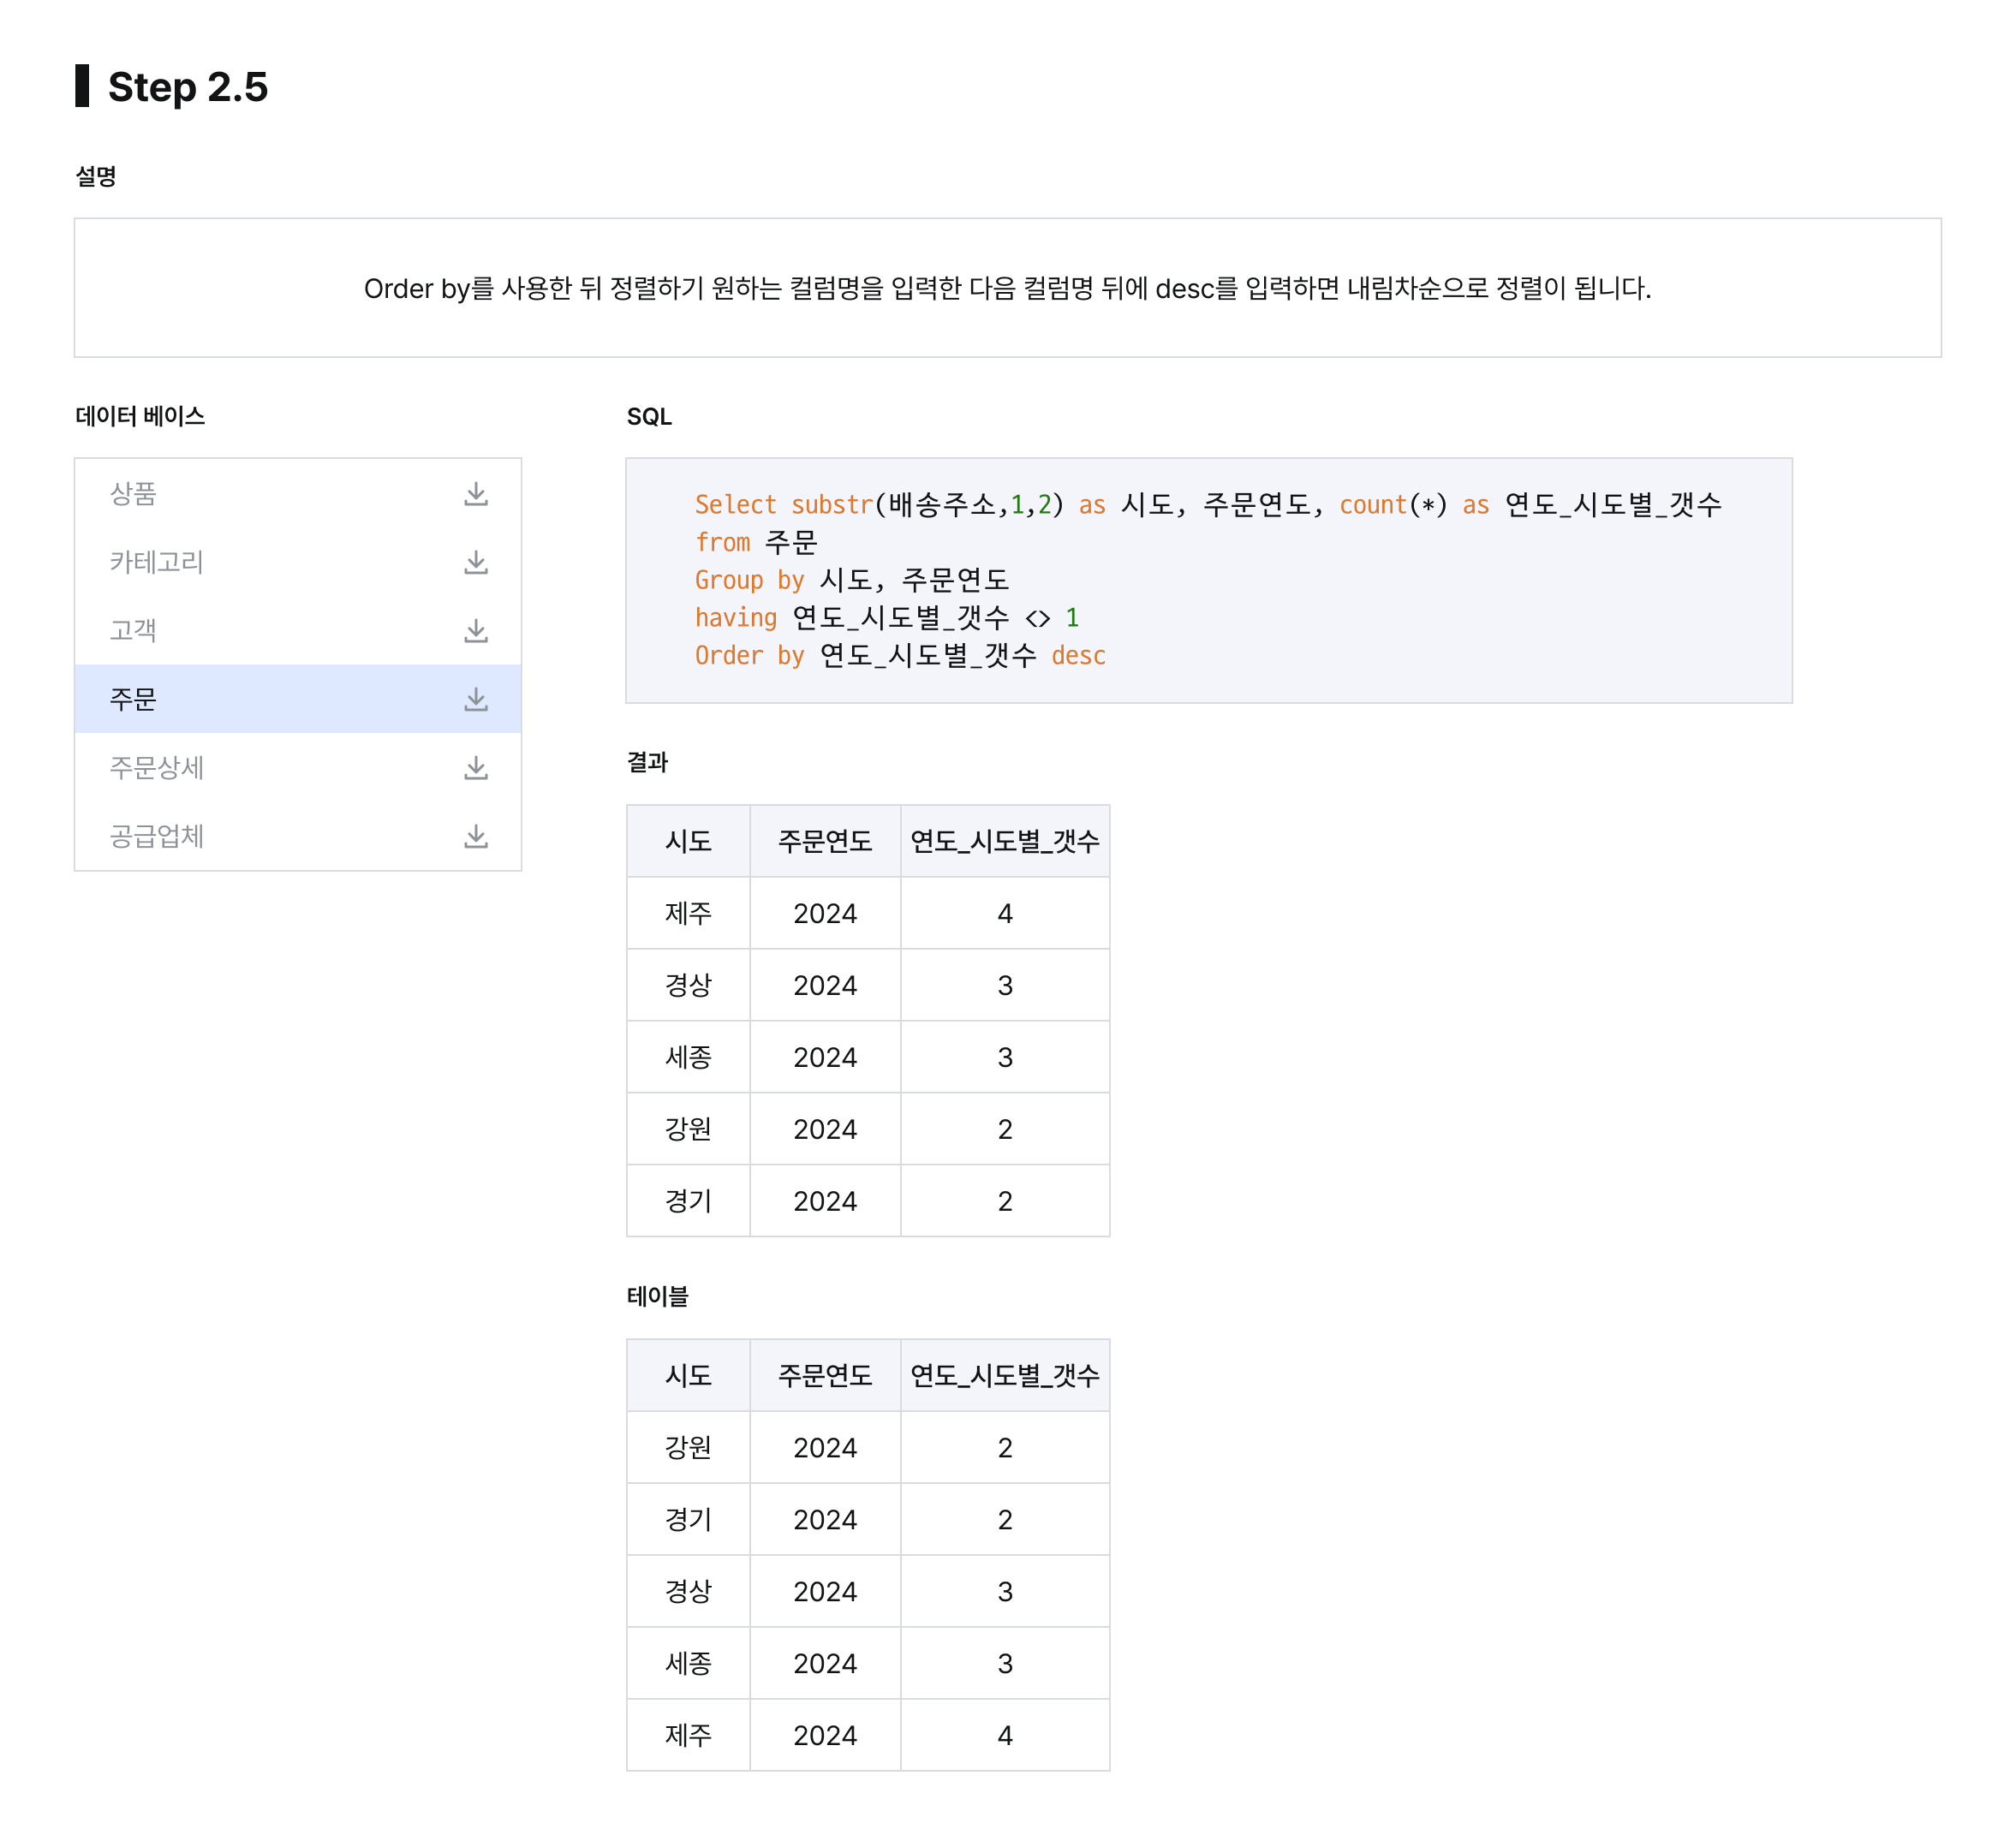 Step 2.5
설명
Order by를 사용한 뒤 정렬하기 원하는 컬럼명을 입력한 다음 컬럼명 뒤에 desc를 입력하면 내림차순으로 정렬이 됩니다.
데이터 베이스
상품
카테고리
고객
주문
주문상세
공급업체
SQL
Select substr(배송주소,1,2) as 시도, 주문연도, count(*) as 연도_시도별_갯수
from 주문
Group by 시도, 주문연도
having 연도_시도별_갯수 <> 1
Order by 연도_시도별_갯수 desc
결과
시도 주문연도 연도_시도별_갯수
제주 2024 4
경상 2024 3
세종 2024 3
강원 2024 2
경기 2024 2
테이블
시도 주문연도 연도_시도별_갯수
강원 2024 2
경기 2024 2
경상 2024 3
세종 2024 3
제주 2024 4